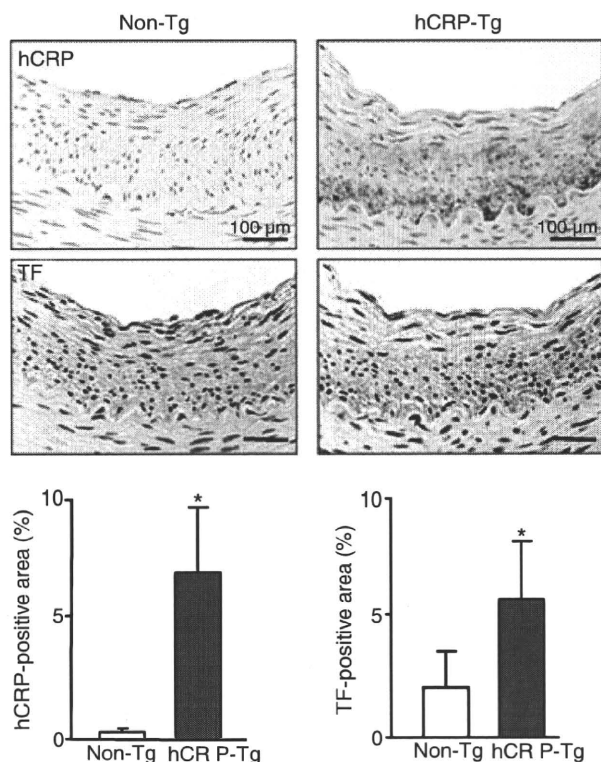 Non-Tg hCRP-Tg
hCRP
100 µm 100 µm
TF
hCRP-positive area (%)
10
5
0
*
Non-Tg hCR P-Tg
TF-positive area (%)
10
5
0
*
Non-Tg hCR P-Tg